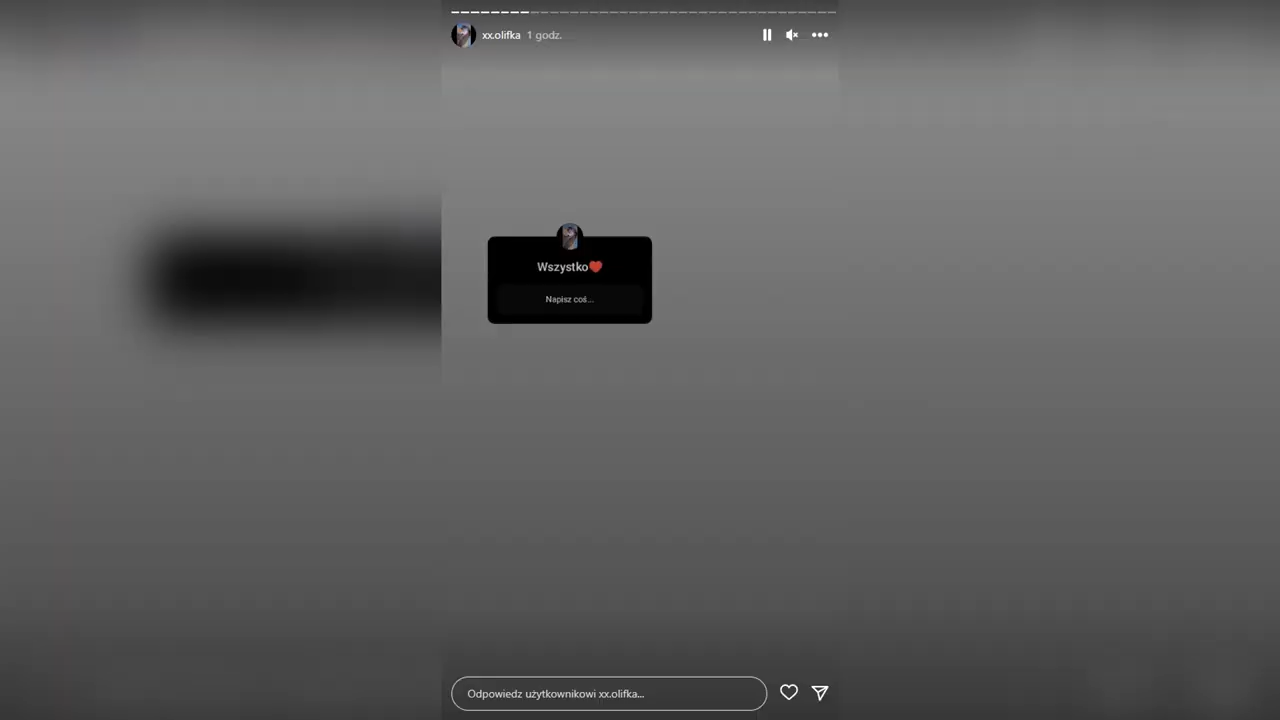 xx.olifka 1 godz.
Wszystko❤️
Napisz coś...
Odpowiedz użytkownikowi xx.olifka...